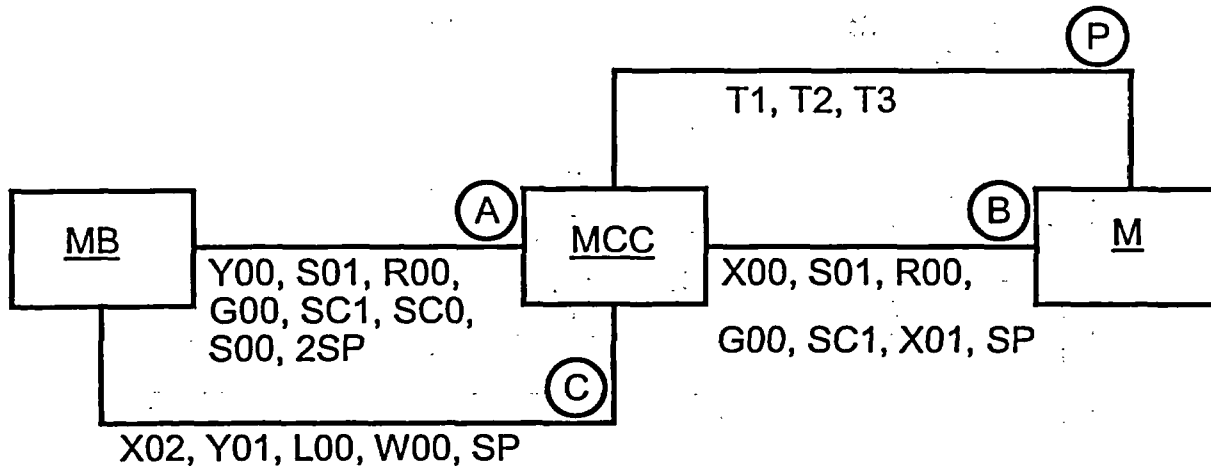 P
T1, T2, T3
MB
A
MCC
B
M
Y00, S01, R00,
G00, SC1, SC0,
S00, 2SP
X00, S01, R00,
G00, SC1, X01, SP
C
X02, Y01, L00, W00, SP